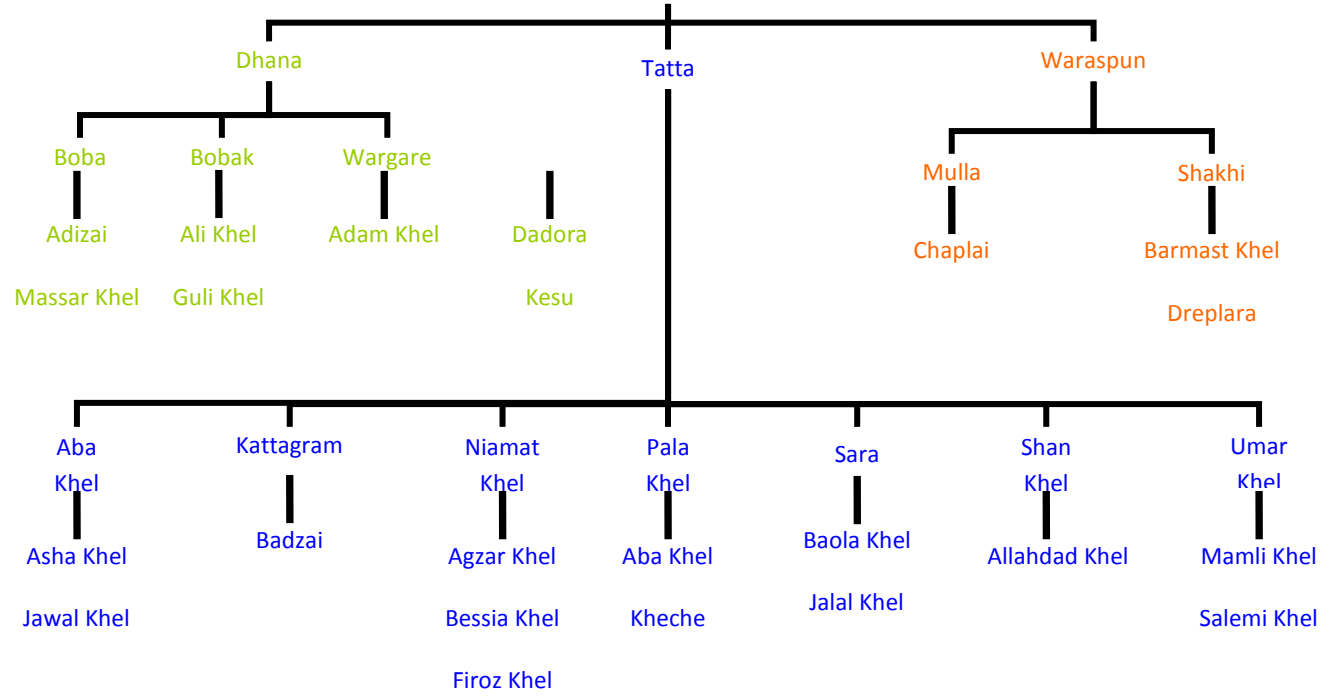 Dhana
Tatta
Waraspun
Boba
Bobak
Wargare
Mulla
Shakhi
Adizai
Ali Khel
Adam Khel
Dadora
Chaplai
Barmast Khel
Massar Khel
Guli Khel
Kesu
Dreplara
Aba
Khel
Kattagram
Niamat
Khel
Pala
Khel
Sara
Shan
Khel
Umar
Khel
Asha Khel
Badzai
Agzar Khel
Aba Khel
Baola Khel
Allahdad Khel
Mamli Khel
Jawal Khel
Bessia Khel
Kheche
Jalal Khel
Salemi Khel
Firoz Khel